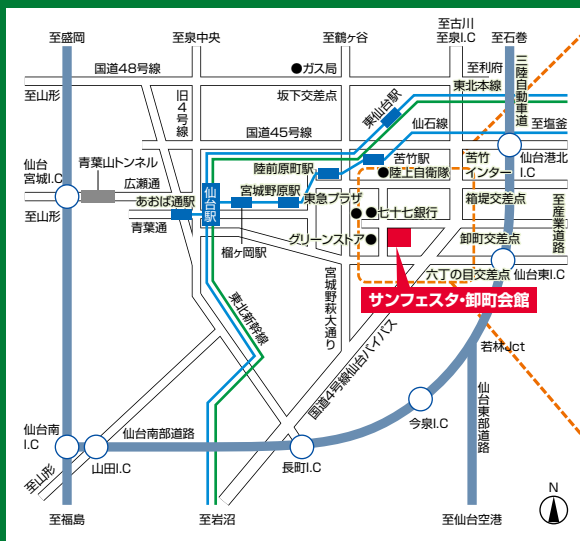 至盛岡
至泉中央
至鶴ヶ谷
至古川
至泉I.C
至石巻
国道48号線
●ガス局
至利府
三陸自動車道
至山形
旧4号線
坂下交差点
東仙台駅
東北本線
国道45号線
仙石線
至塩釜
仙台
宮城I.C
青葉山トンネル
陸前原町駅
苦竹駅
苦竹
インター
仙台港北
I.C
●陸上自衛隊
広瀬通
仙台駅
宮城野原駅
東急プラザ
箱堤交差点
至産業道路
あおば通駅
●七十七銀行
至山形
青葉通
榴ヶ岡駅
グリーンストア●
卸町交差点
六丁の目交差点
仙台東I.C
サンフェスタ・卸町会館
宮城野萩大通り
東北新幹線
国道4号線仙台バイパス
若林Jct
仙台東部道路
今泉I.C
仙台南
I.C
仙台南部道路
山田I.C
長町I.C
至山形
至福島
至岩沼
至仙台空港
N